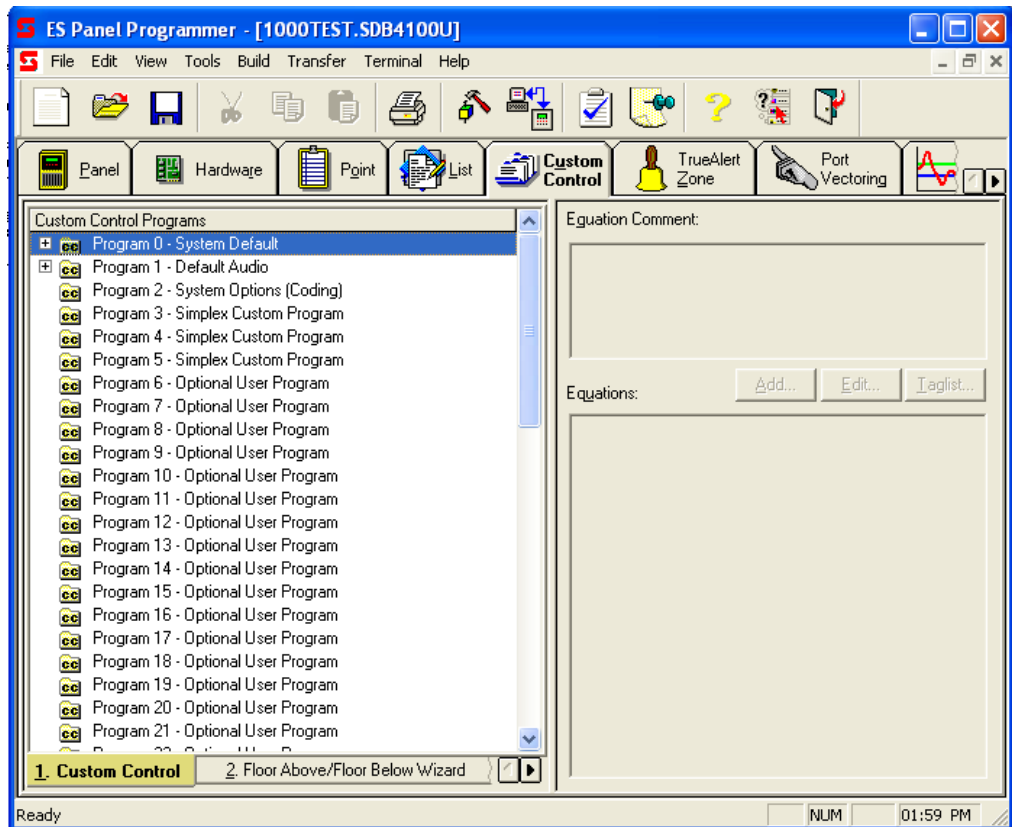 ES Panel Programmer - [1000TEST.SDB4100U]
File Edit View Tools Build Transfer Terminal Help
Panel Hardware Point List Custom Control TrueAlert Zone Port Vectoring
Custom Control Programs
Program 0 - System Default
Program 1 - Default Audio
Program 2 - System Options (Coding)
Program 3 - Simplex Custom Program
Program 4 - Simplex Custom Program
Program 5 - Simplex Custom Program
Program 6 - Optional User Program
Program 7 - Optional User Program
Program 8 - Optional User Program
Program 9 - Optional User Program
Program 10 - Optional User Program
Program 11 - Optional User Program
Program 12 - Optional User Program
Program 13 - Optional User Program
Program 14 - Optional User Program
Program 15 - Optional User Program
Program 16 - Optional User Program
Program 17 - Optional User Program
Program 18 - Optional User Program
Program 19 - Optional User Program
Program 20 - Optional User Program
Program 21 - Optional User Program
1. Custom Control 2. Floor Above/Floor Below Wizard
Equation Comment:
Equations: Add... Edit... Taglist...
Ready NUM 01:59 PM